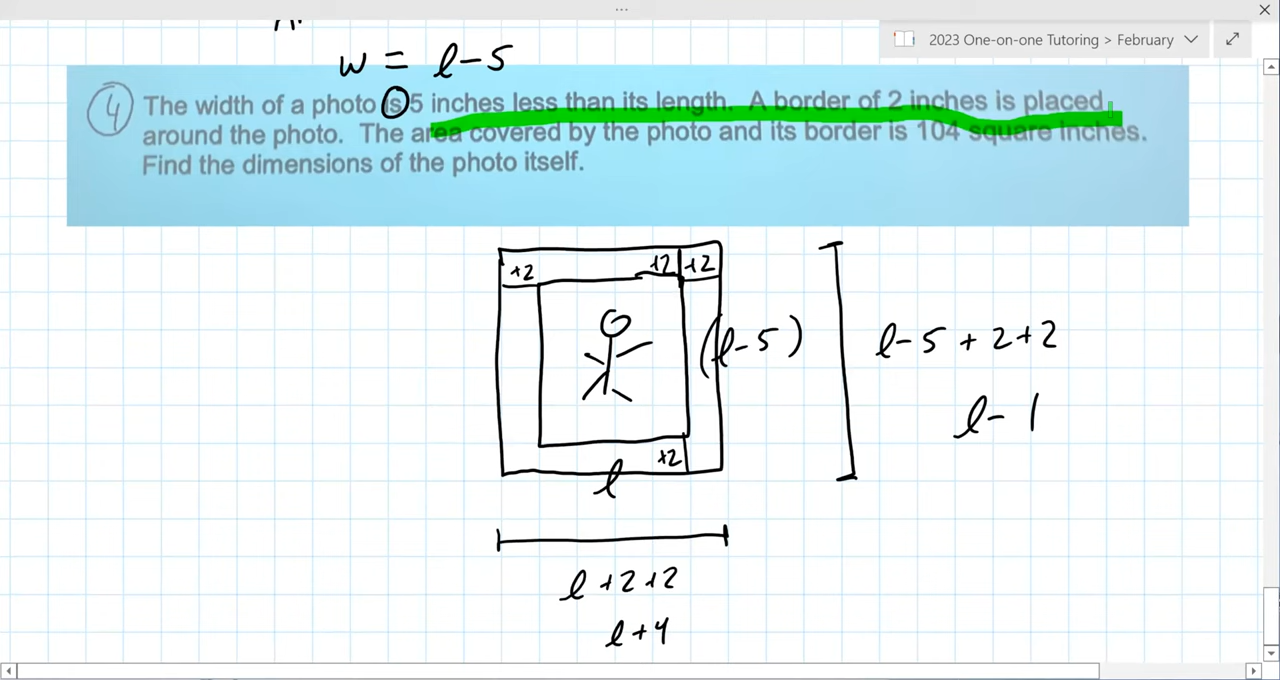 2023 One-on-one Tutoring > February
w = l-5
4 The width of a photo is 5 inches less than its length. A border of 2 inches is placed
around the photo. The area covered by the photo and its border is 104 square inches.
Find the dimensions of the photo itself.
+2 +2 +2
(l-5)
l-5+2+2
l-1
+2
l
l+2+2
l+4